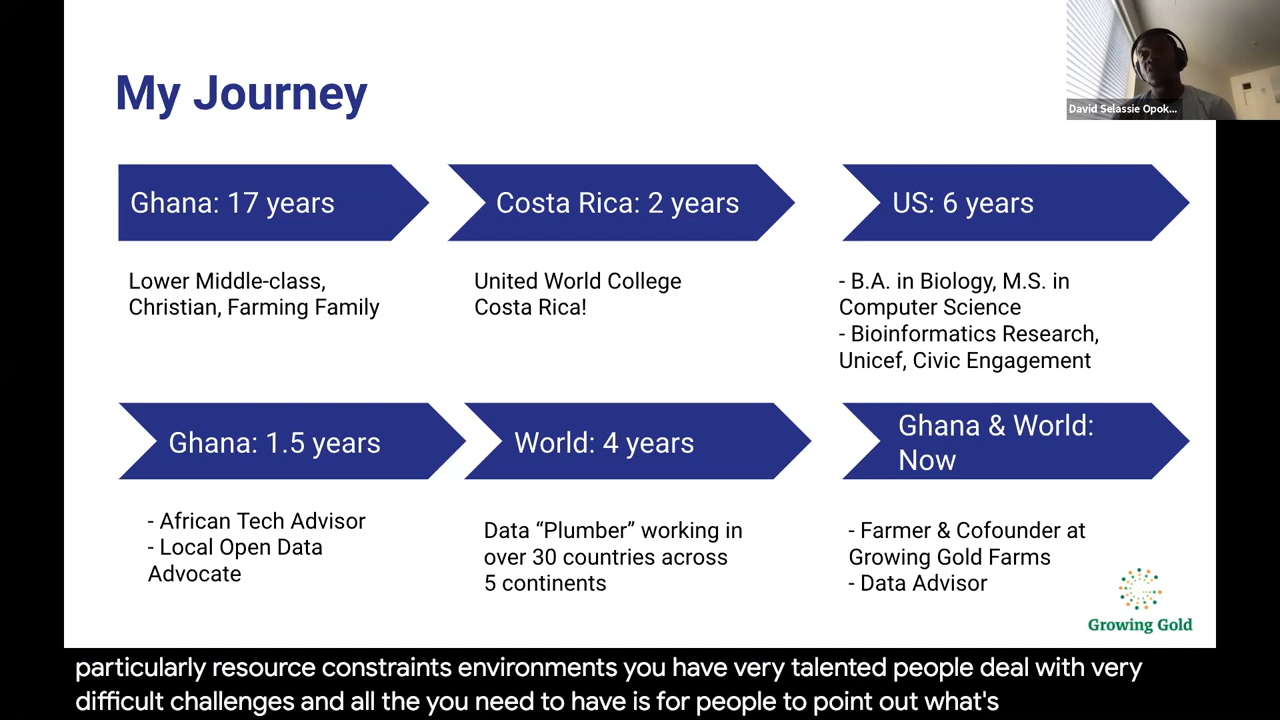 My Journey
David Selassie Opok...
Ghana: 17 years
Costa Rica: 2 years
US: 6 years
Lower Middle-class,
Christian, Farming Family
United World College
Costa Rica!
- B.A. in Biology, M.S. in
Computer Science
- Bioinformatics Research,
Unicef, Civic Engagement
Ghana: 1.5 years
World: 4 years
Ghana & World:
Now
- African Tech Advisor
- Local Open Data
Advocate
Data “Plumber” working in
over 30 countries across
5 continents
- Farmer & Cofounder at
Growing Gold Farms
- Data Advisor
Growing Gold
particularly resource constraints environments you have very talented people deal with very
difficult challenges and all the you need to have is for people to point out what's